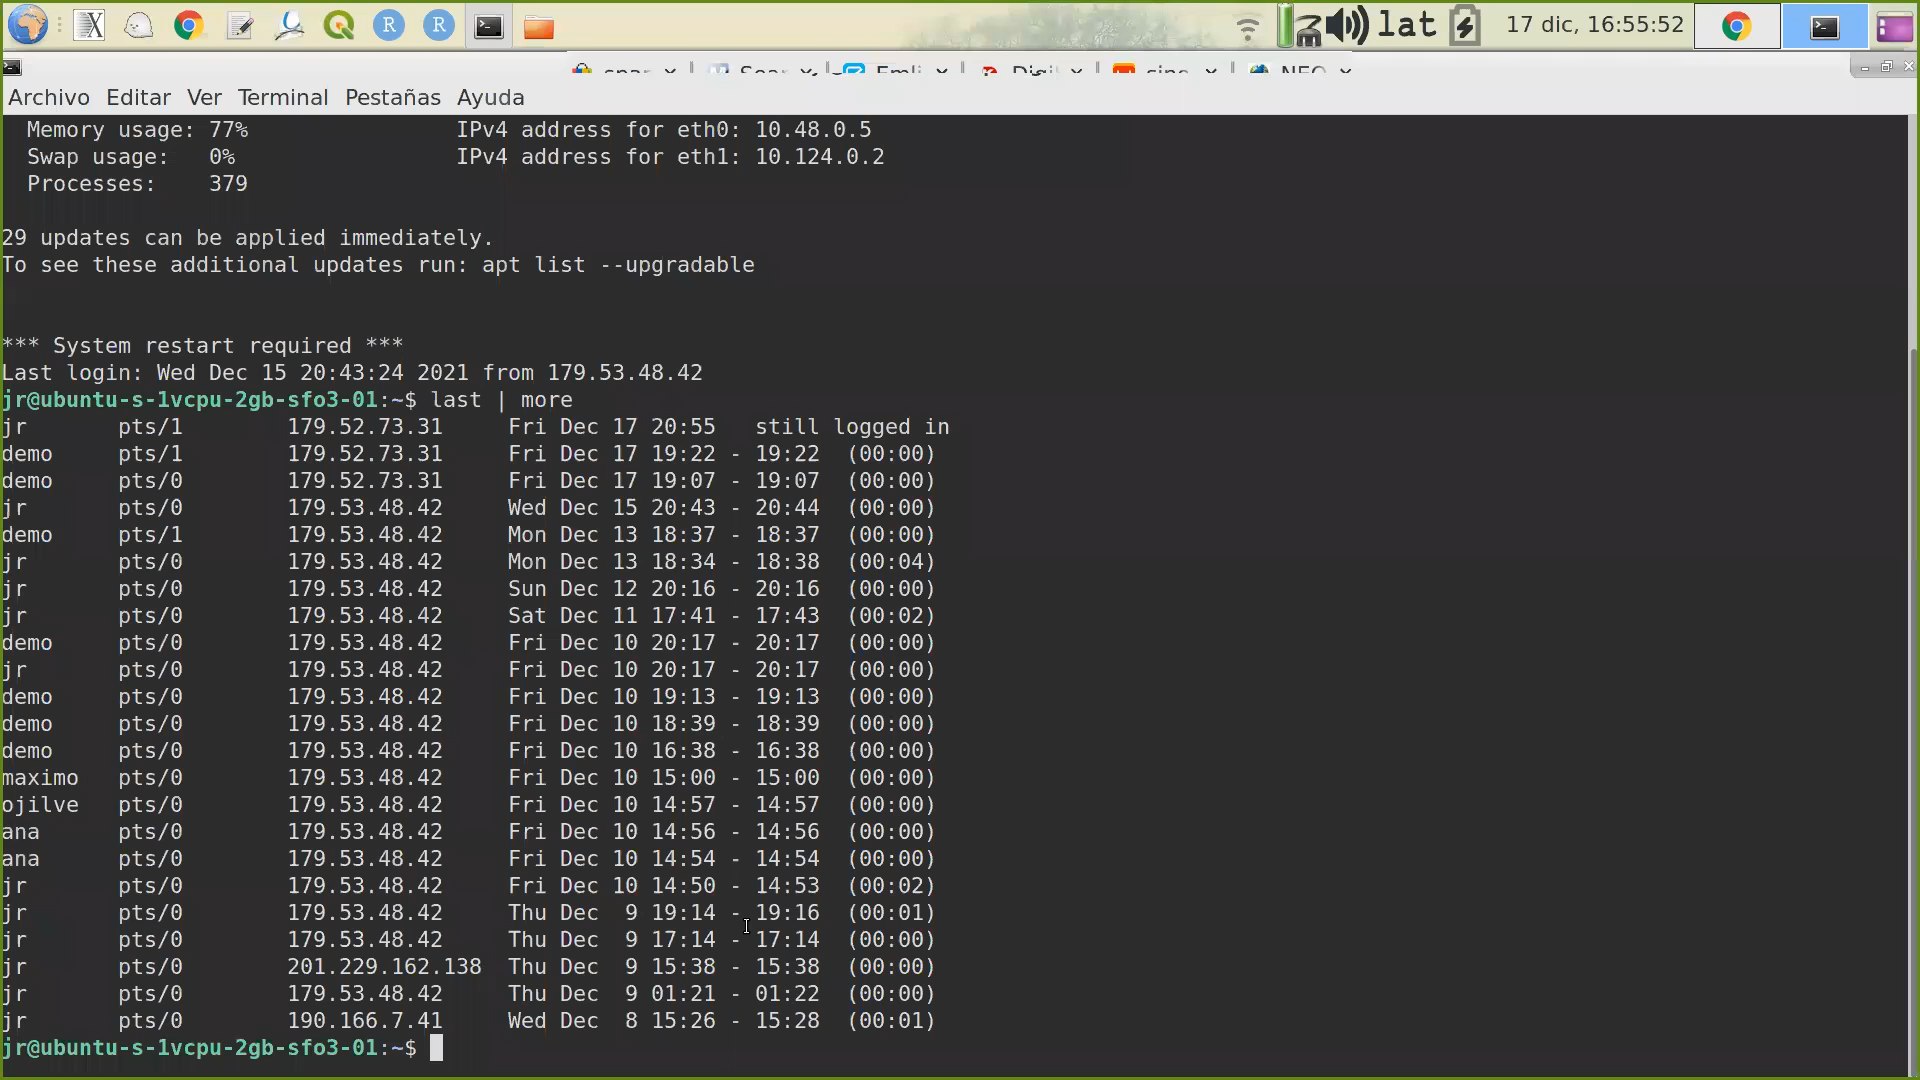 lat
17 dic, 16:55:52
Archivo Editar Ver Terminal Pestañas Ayuda
Memory usage: 77% IPv4 address for eth0: 10.48.0.5
Swap usage: 0% IPv4 address for eth1: 10.124.0.2
Processes: 379
29 updates can be applied immediately.
To see these additional updates run: apt list --upgradable
*** System restart required ***
Last login: Wed Dec 15 20:43:24 2021 from 179.53.48.42
jr@ubuntu-s-1vcpu-2gb-sfo3-01:~$ last | more
jr pts/1 179.52.73.31 Fri Dec 17 20:55 still logged in
demo pts/1 179.52.73.31 Fri Dec 17 19:22 - 19:22 (00:00)
demo pts/0 179.52.73.31 Fri Dec 17 19:07 - 19:07 (00:00)
jr pts/0 179.53.48.42 Wed Dec 15 20:43 - 20:44 (00:00)
demo pts/1 179.53.48.42 Mon Dec 13 18:37 - 18:37 (00:00)
jr pts/0 179.53.48.42 Mon Dec 13 18:34 - 18:38 (00:04)
jr pts/0 179.53.48.42 Sun Dec 12 20:16 - 20:16 (00:00)
jr pts/0 179.53.48.42 Sat Dec 11 17:41 - 17:43 (00:02)
demo pts/0 179.53.48.42 Fri Dec 10 20:17 - 20:17 (00:00)
jr pts/0 179.53.48.42 Fri Dec 10 20:17 - 20:17 (00:00)
demo pts/0 179.53.48.42 Fri Dec 10 19:13 - 19:13 (00:00)
demo pts/0 179.53.48.42 Fri Dec 10 18:39 - 18:39 (00:00)
demo pts/0 179.53.48.42 Fri Dec 10 16:38 - 16:38 (00:00)
maximo pts/0 179.53.48.42 Fri Dec 10 15:00 - 15:00 (00:00)
ojilve pts/0 179.53.48.42 Fri Dec 10 14:57 - 14:57 (00:00)
ana pts/0 179.53.48.42 Fri Dec 10 14:56 - 14:56 (00:00)
ana pts/0 179.53.48.42 Fri Dec 10 14:54 - 14:54 (00:00)
jr pts/0 179.53.48.42 Fri Dec 10 14:50 - 14:53 (00:02)
jr pts/0 179.53.48.42 Thu Dec 9 19:14 - 19:16 (00:01)
jr pts/0 179.53.48.42 Thu Dec 9 17:14 - 17:14 (00:00)
jr pts/0 201.229.162.138 Thu Dec 9 15:38 - 15:38 (00:00)
jr pts/0 179.53.48.42 Thu Dec 9 01:21 - 01:22 (00:00)
jr pts/0 190.166.7.41 Wed Dec 8 15:26 - 15:28 (00:01)
jr@ubuntu-s-1vcpu-2gb-sfo3-01:~$